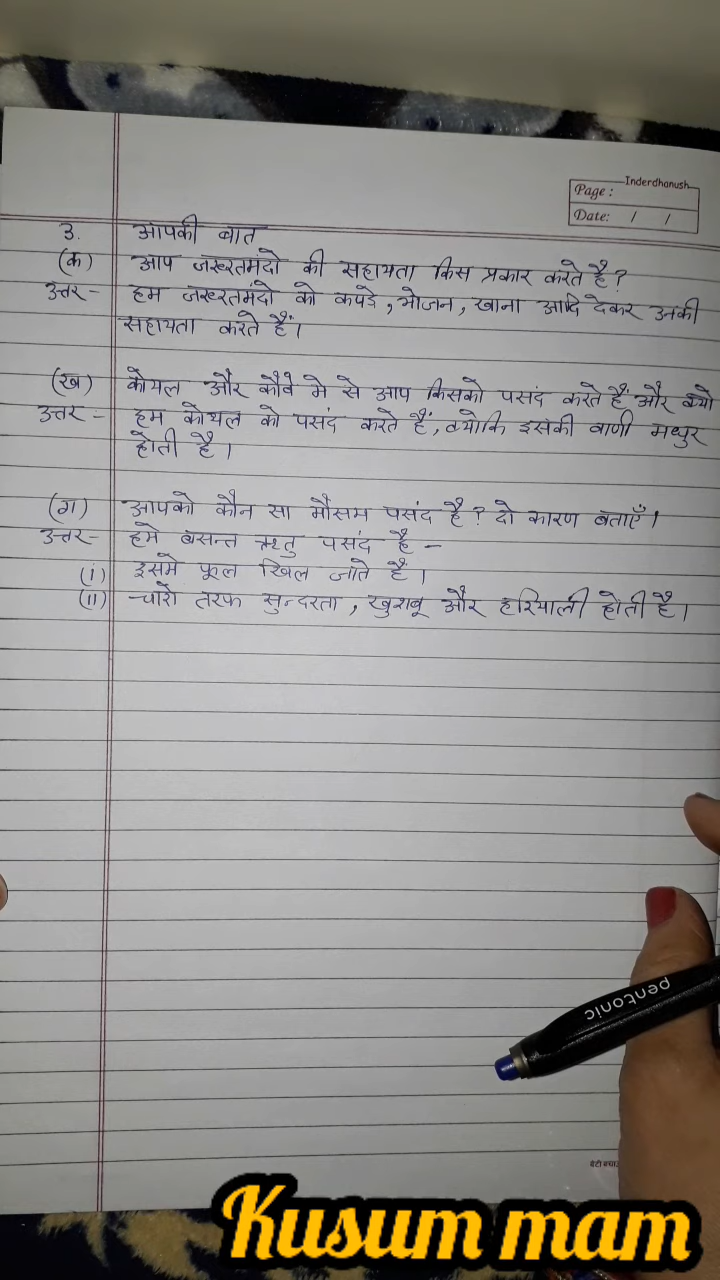 Inderdhanush
Page :
Date: / /
3. आपकी बात
(क) आप जरूरतमंदो की सहायता किस प्रकार करते है?
उत्तर - हम जरूरतमंदो को कपडे, भोजन, खाना आदि देकर उनकी
सहायता करते हैं।
(ख) कोयल और कौवे मे से आप किसको पसंद करते हैं और क्यो
उत्तर - हम कोयल को पसंद करते हैं, क्योकि इसकी वाणी मधुर
होती है।
(ग) आपको कौन सा मौसम पसंद है? दो कारण बताएँ।
उत्तर - हमे बसन्त ऋतु पसंद है -
(i) इसमे फूल खिल जाते है।
(ii) चारो तरफ सुन्दरता, खुशबू और हरियाली होती है।
pentonic
Kusum mam